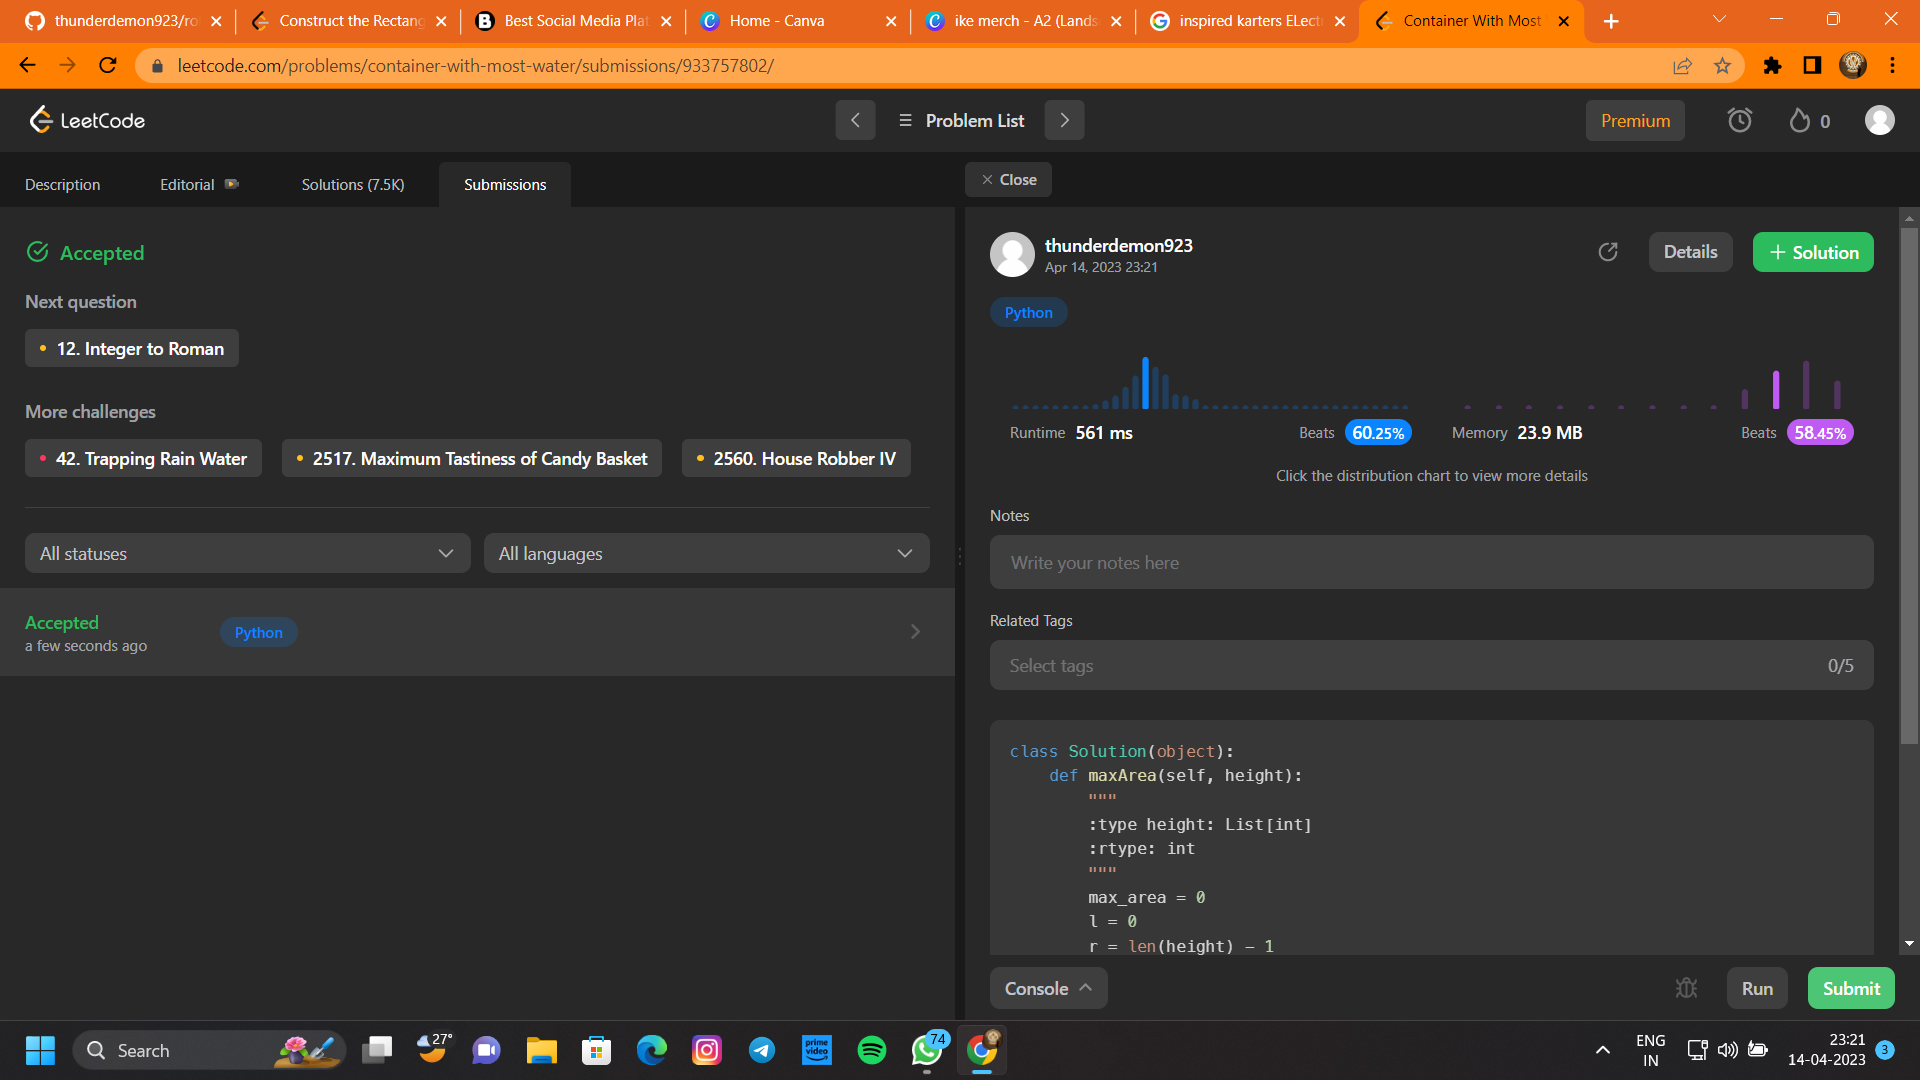 thunderdemon923/ro
Construct the Rectang
Best Social Media Plat
Home - Canva
ike merch - A2 (Lands
inspired karters ELectr
Container With Most
leetcode.com/problems/container-with-most-water/submissions/933757802/
LeetCode
Problem List
Premium
0
Description
Editorial
Solutions (7.5K)
Submissions
Close
Accepted
Next question
12. Integer to Roman
More challenges
42. Trapping Rain Water
2517. Maximum Tastiness of Candy Basket
2560. House Robber IV
All statuses
All languages
Accepted
a few seconds ago
Python
thunderdemon923
Apr 14, 2023 23:21
Details
+ Solution
Python
Runtime 561 ms
Beats 60.25%
Memory 23.9 MB
Beats 58.45%
Click the distribution chart to view more details
Notes
Write your notes here
Related Tags
Select tags
0/5
class Solution(object):
    def maxArea(self, height):
        """
        :type height: List[int]
        :rtype: int
        """
        max_area = 0
        l = 0
        r = len(height) - 1
Console
Run
Submit
Search
27°
prime video
74
ENG
IN
23:21
14-04-2023
3